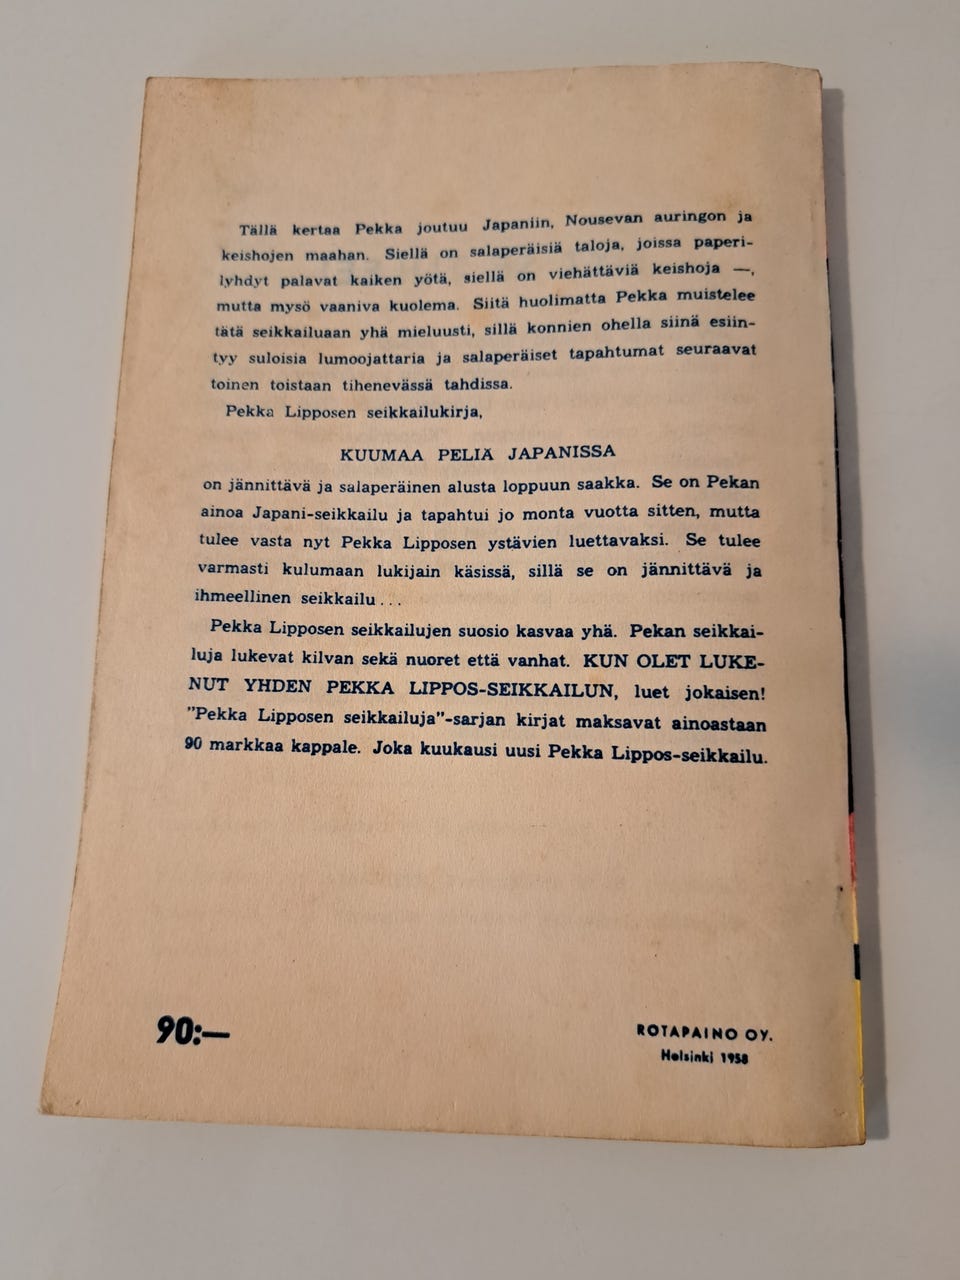 Tällä kertaa Pekka joutuu Japaniin, Nousevan auringon ja
keishojen maahan. Siellä on salaperäisiä taloja, joissa paperi-
lyhdyt palavat kaiken yötä, siellä on viehättäviä keishoja —,
mutta mysö vaaniva kuolema. Siitä huolimatta Pekka muistelee
tätä seikkailuaan yhä mieluusti, sillä konnien ohella siinä esiin-
tyy suloisia lumoojattaria ja salaperäiset tapahtumat seuraavat
toinen toistaan tihenevässä tahdissa.
Pekka Lipposen seikkailukirja,
KUUMAA PELIÄ JAPANISSA
on jännittävä ja salaperäinen alusta loppuun saakka. Se on Pekan
ainoa Japani-seikkailu ja tapahtui jo monta vuotta sitten, mutta
tulee vasta nyt Pekka Lipposen ystävien luettavaksi. Se tulee
varmasti kulumaan lukijain käsissä, sillä se on jännittävä ja
ihmeellinen seikkailu...
Pekka Lipposen seikkailujen suosio kasvaa yhä. Pekan seikkai-
luja lukevat kilvan sekä nuoret että vanhat. KUN OLET LUKE-
NUT YHDEN PEKKA LIPPOS-SEIKKAILUN, luet jokaisen!
"Pekka Lipposen seikkailuja"-sarjan kirjat maksavat ainoastaan
90 markkaa kappale. Joka kuukausi uusi Pekka Lippos-seikkailu.
90:—
ROTAPAINO OY.
Helsinki 1958